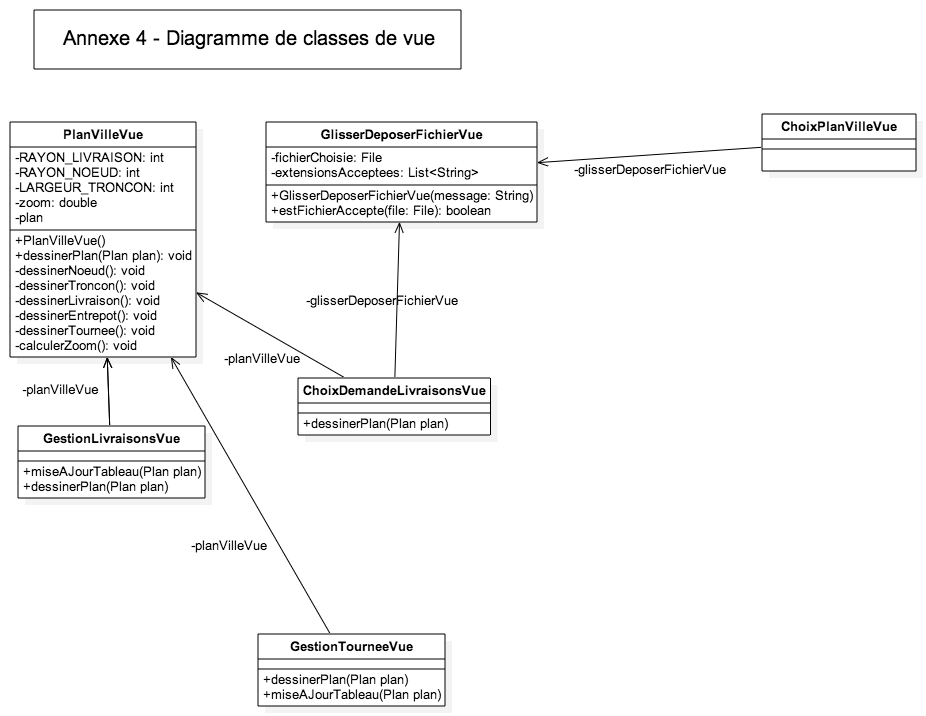 Annexe 4 - Diagramme de classes de vue
PlanVilleVue
-RAYON_LIVRAISON: int
-RAYON_NOEUD: int
-LARGEUR_TRONCON: int
-zoom: double
-plan
+PlanVilleVue()
+dessinerPlan(Plan plan): void
-dessinerNoeud(): void
-dessinerTroncon(): void
-dessinerLivraison(): void
-dessinerEntrepot(): void
-dessinerTournee(): void
-calculerZoom(): void
GlisserDeposerFichierVue
-fichierChoisie: File
-extensionsAcceptees: List<String>
+GlisserDeposerFichierVue(message: String)
+estFichierAccepte(file: File): boolean
ChoixPlanVilleVue
-glisserDeposerFichierVue
-glisserDeposerFichierVue
-planVilleVue
-planVilleVue
ChoixDemandeLivraisonsVue
+dessinerPlan(Plan plan)
GestionLivraisonsVue
+miseAJourTableau(Plan plan)
+dessinerPlan(Plan plan)
-planVilleVue
GestionTourneeVue
+dessinerPlan(Plan plan)
+miseAJourTableau(Plan plan)